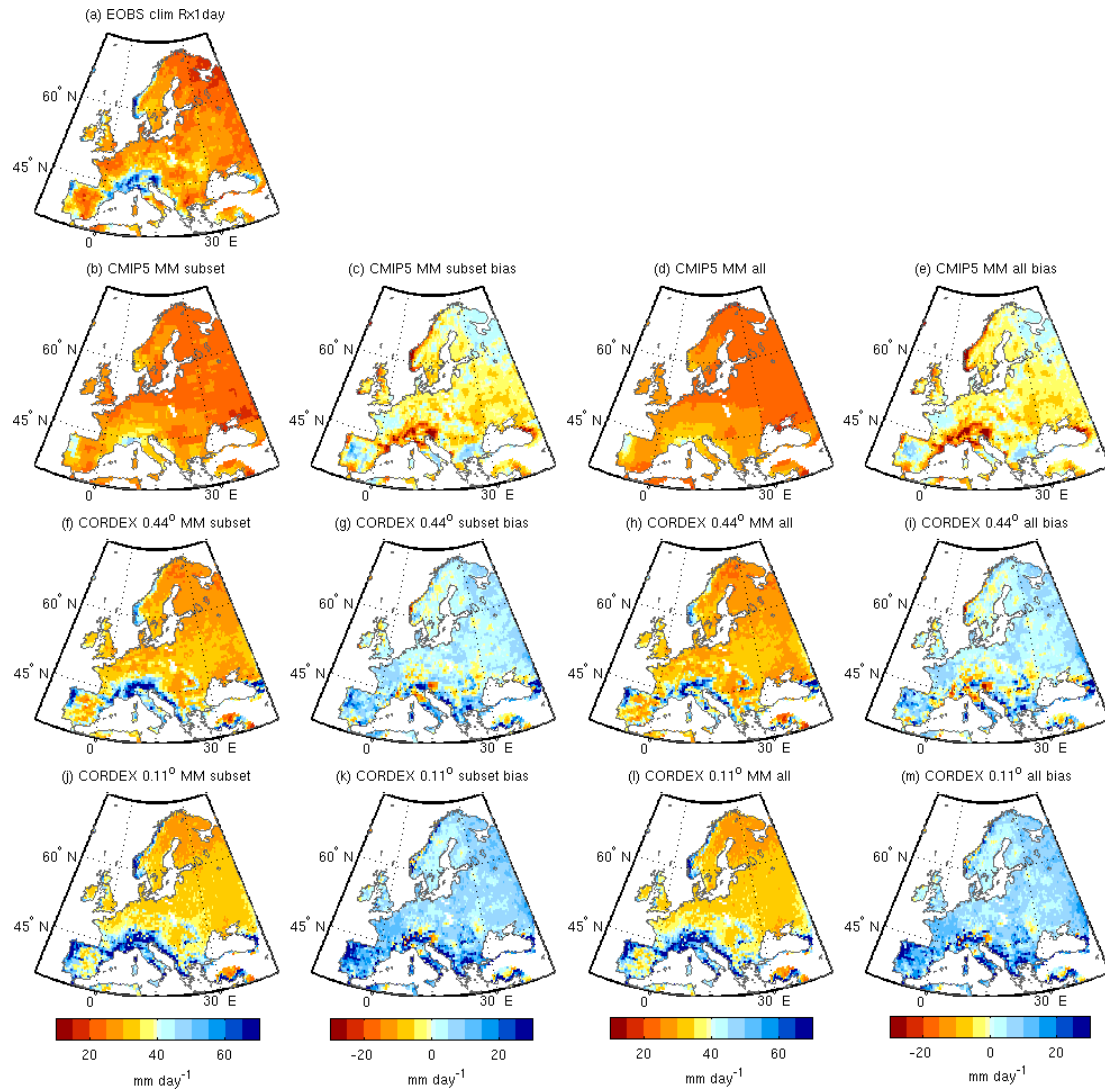 (a) EOBS clim Rx1day
60° N
45° N
0°
30° E
(b) CMIP5 MM subset
(c) CMIP5 MM subset bias
(d) CMIP5 MM all
(e) CMIP5 MM all bias
60° N
60° N
60° N
60° N
45° N
45° N
45° N
45° N
0°
30° E
0°
30° E
0°
30° E
0°
30° E
(f) CORDEX 0.44° MM subset
(g) CORDEX 0.44° subset bias
(h) CORDEX 0.44° MM all
(i) CORDEX 0.44° all bias
60° N
60° N
60° N
60° N
45° N
45° N
45° N
45° N
0°
30° E
0°
30° E
0°
30° E
0°
30° E
(j) CORDEX 0.11° MM subset
(k) CORDEX 0.11° subset bias
(l) CORDEX 0.11° MM all
(m) CORDEX 0.11° all bias
60° N
60° N
60° N
60° N
45° N
45° N
45° N
45° N
0°
30° E
0°
30° E
0°
30° E
0°
30° E
20 40 60
-20 0 20
20 40 60
-20 0 20
mm day⁻¹
mm day⁻¹
mm day⁻¹
mm day⁻¹